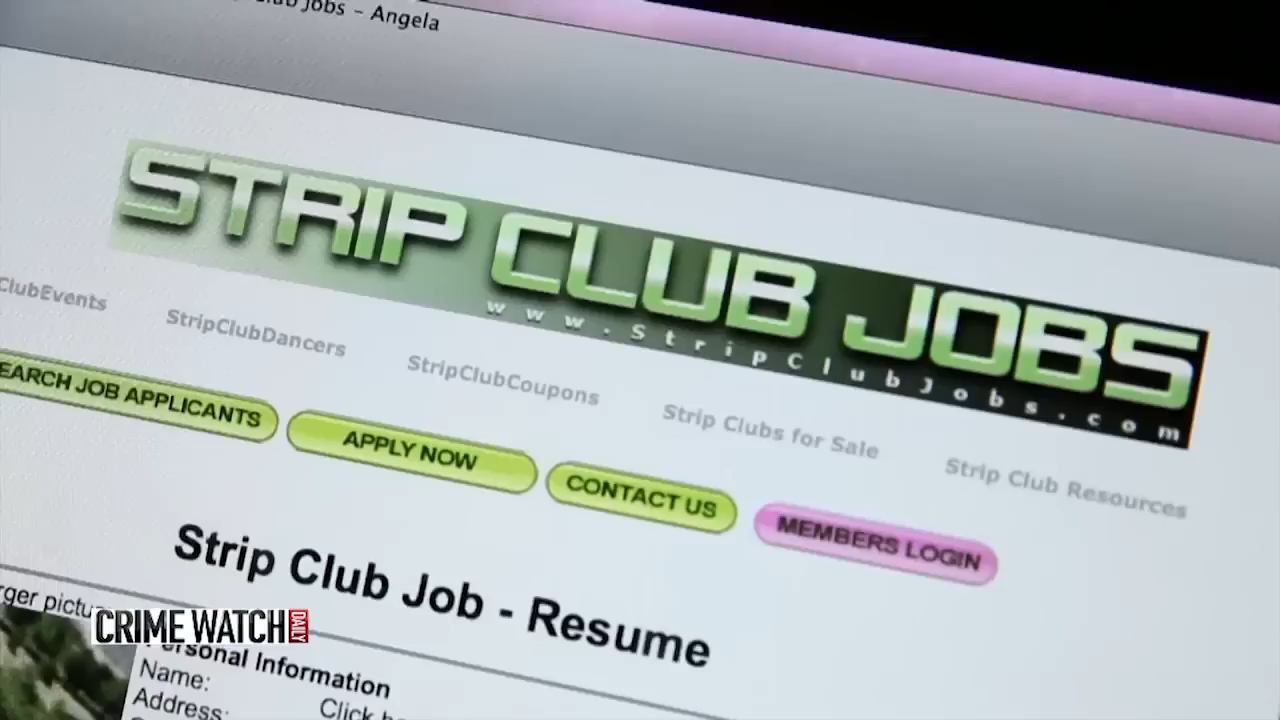 Club Jobs - Angela
STRIP CLUB JOBS
www.StripClubJobs.com
ClubEvents
StripClubDancers
StripClubCoupons
Strip Clubs for Sale
Strip Club Resources
EARCH JOB APPLICANTS
APPLY NOW
CONTACT US
MEMBERS LOGIN
Strip Club Job - Resume
rger pictu
CRIME WATCH DAILY
Personal Information
Name:
Click
Address: